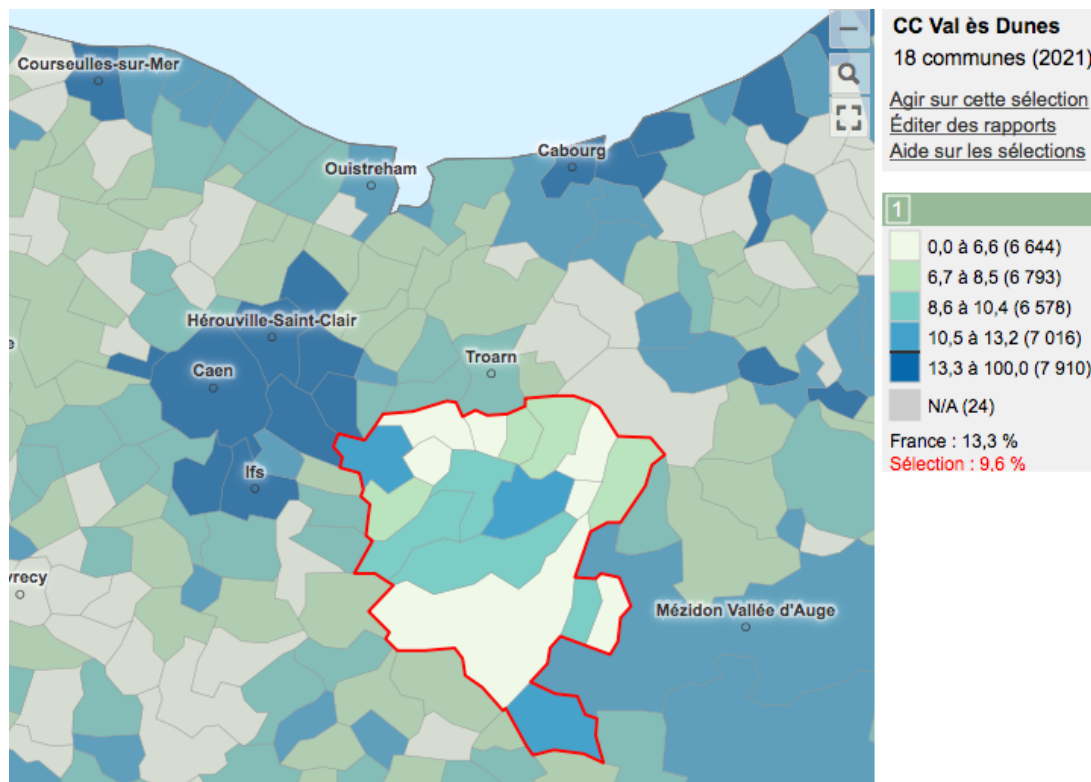 Courseulles-sur-Mer
Ouistreham
Cabourg
Hérouville-Saint-Clair
Troarn
Caen
e
Ifs
vrecy
Mézidon Vallée d'Auge
CC Val ès Dunes
18 communes (2021)
Agir sur cette sélection
Éditer des rapports
Aide sur les sélections
1
0,0 à 6,6 (6 644)
6,7 à 8,5 (6 793)
8,6 à 10,4 (6 578)
10,5 à 13,2 (7 016)
13,3 à 100,0 (7 910)
N/A (24)
France : 13,3 %
Sélection : 9,6 %